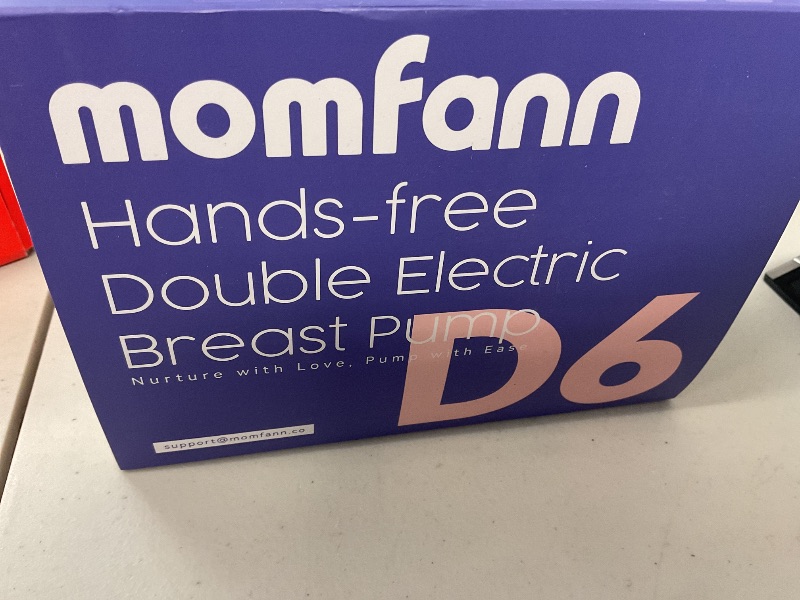 momfann
Hands-free
Double Electric
Breast Pump
Nurture with Love, Pump with Ease
D6
support@momfann.co